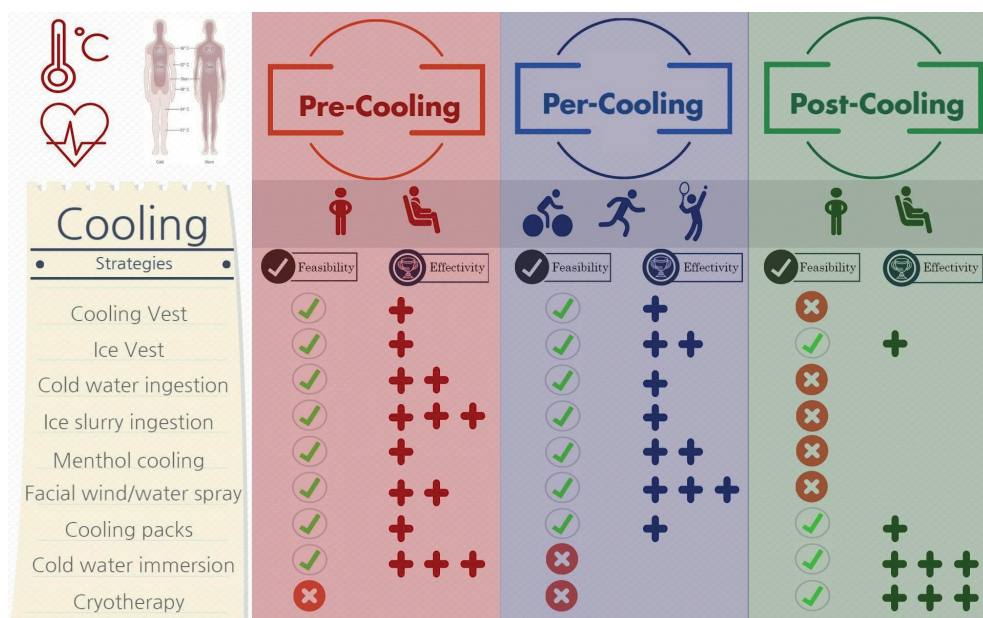 °C
Pre-Cooling
Per-Cooling
Post-Cooling
Cooling
Strategies
Feasibility
Effectivity
Feasibility
Effectivity
Feasibility
Effectivity
Cooling Vest
Ice Vest
Cold water ingestion
Ice slurry ingestion
Menthol cooling
Facial wind/water spray
Cooling packs
Cold water immersion
Cryotherapy